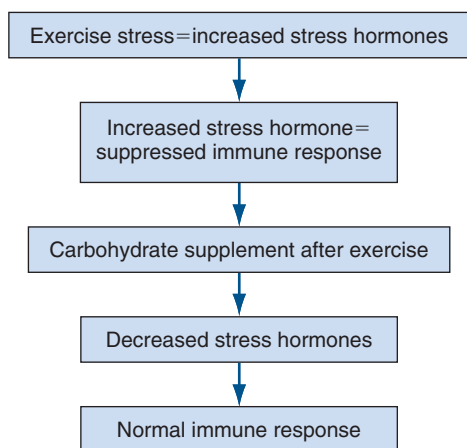 Exercise stress=increased stress hormones
Increased stress hormone=
suppressed immune response
Carbohydrate supplement after exercise
Decreased stress hormones
Normal immune response